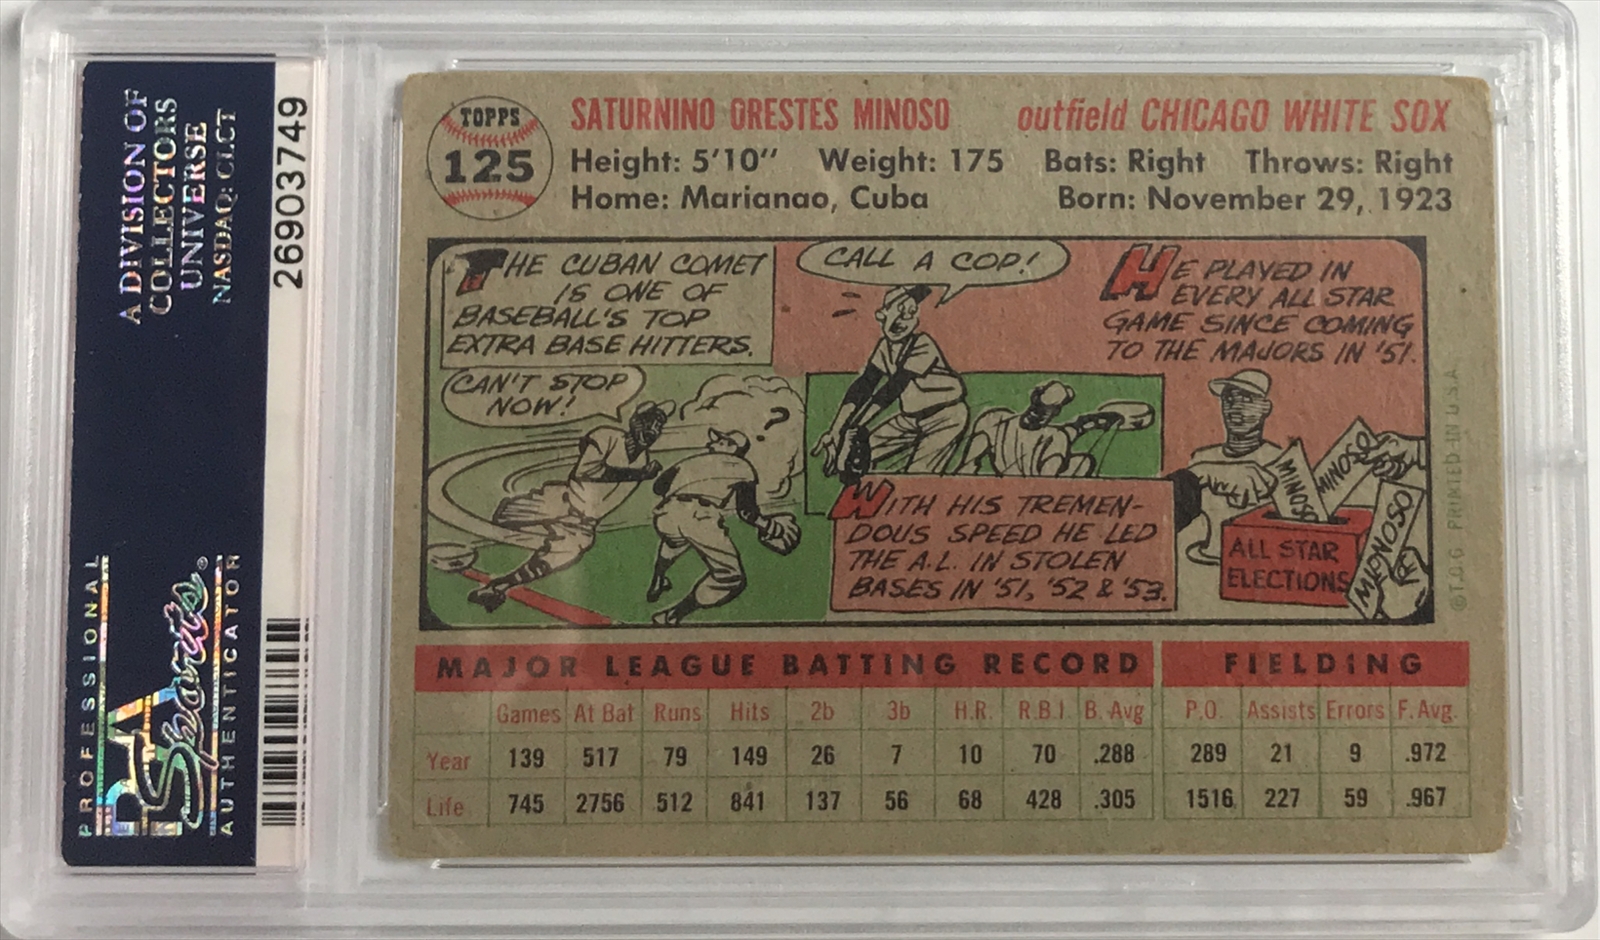 A DIVISION OF
COLLECTORS
UNIVERSE
NASDAQ: CLCT
26903749
PROFESSIONAL
PSA
Sports®
AUTHENTICATOR
TOPPS
125
SATURNINO ORESTES MINOSO outfield CHICAGO WHITE SOX
Height: 5'10" Weight: 175 Bats: Right Throws: Right
Home: Marianao, Cuba Born: November 29, 1923
THE CUBAN COMET
IS ONE OF
BASEBALL'S TOP
EXTRA BASE HITTERS.
CAN'T STOP
NOW!
?
CALL A COP!
WITH HIS TREMEN-
DOUS SPEED HE LED
THE A.L. IN STOLEN
BASES IN '51, '52 & '53.
HE PLAYED IN
EVERY ALL STAR
GAME SINCE COMING
TO THE MAJORS IN '51.
MINOSO
MINOSO
MINOSO
MINOSO
ALL STAR
ELECTIONS
© T.C.G. PRINTED IN U.S.A.
MAJOR LEAGUE BATTING RECORD FIELDING
Games At Bat Runs Hits 2b 3b H.R. R.B.I. B. Avg P.O. Assists Errors F. Avg.
Year 139 517 79 149 26 7 10 70 .288 289 21 9 .972
Life 745 2756 512 841 137 56 68 428 .305 1516 227 59 .967